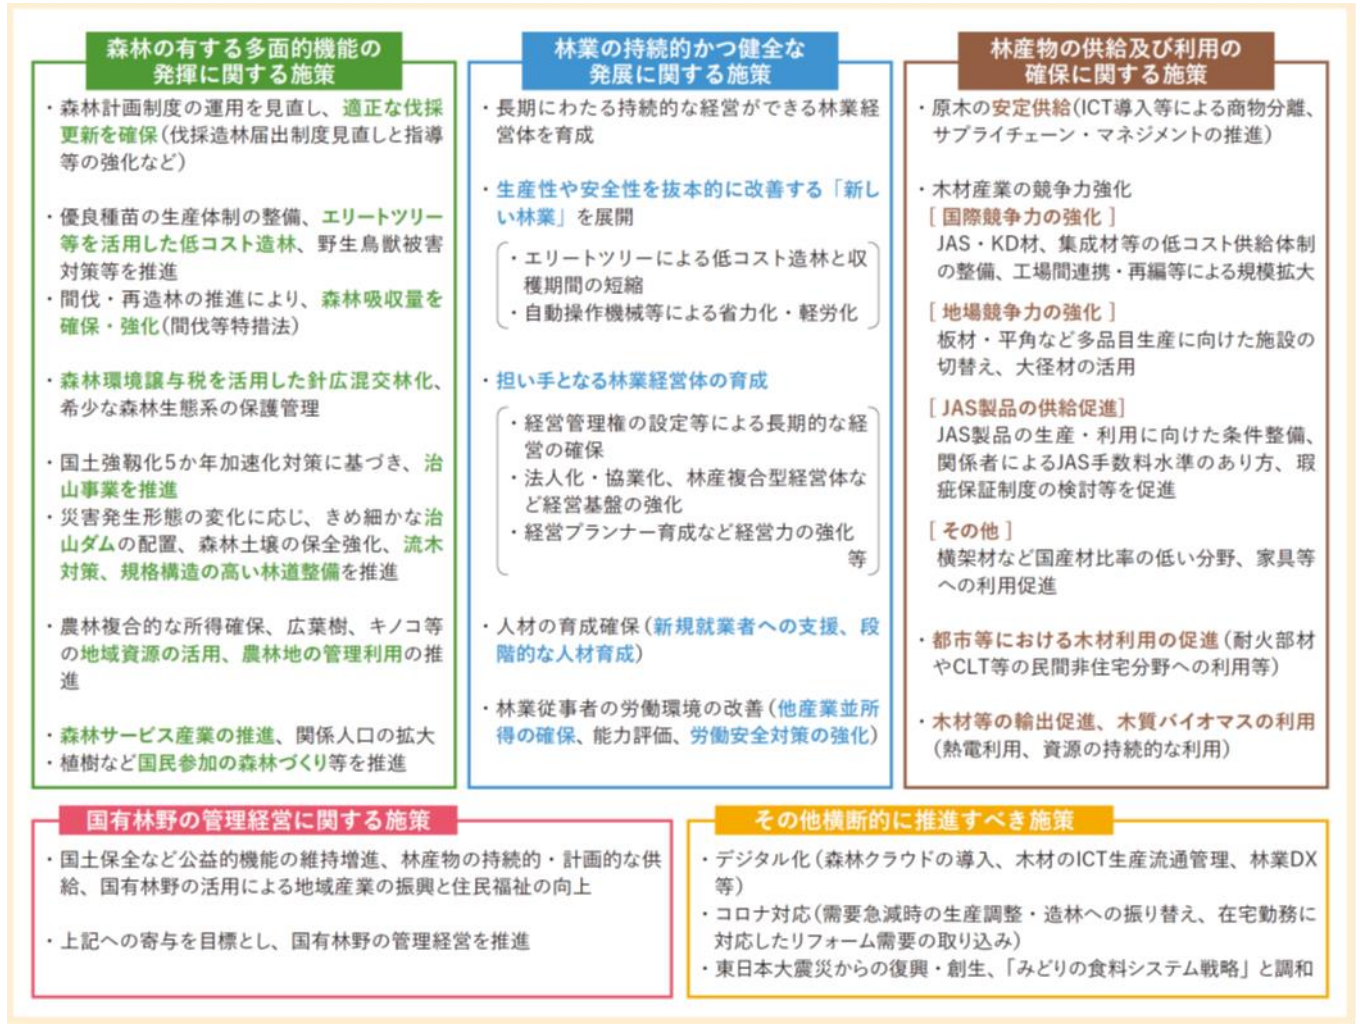 森林の有する多面的機能の
発揮に関する施策
・森林計画制度の運用を見直し、適正な伐採
更新を確保(伐採造林届出制度見直しと指導
等の強化など)
・優良種苗の生産体制の整備、エリートツリー
等を活用した低コスト造林、野生鳥獣被害
対策等を推進
・間伐・再造林の推進により、森林吸収量を
確保・強化(間伐等特措法)
・森林環境譲与税を活用した針広混交林化、
希少な森林生態系の保護管理
・国土強靱化5か年加速化対策に基づき、治
山事業を推進
・災害発生形態の変化に応じ、きめ細かな治
山ダムの配置、森林土壌の保全強化、流木
対策、規格構造の高い林道整備を推進
・農林複合的な所得確保、広葉樹、キノコ等
の地域資源の活用、農林地の管理利用の推
進
・森林サービス産業の推進、関係人口の拡大
・植樹など国民参加の森林づくり等を推進
林業の持続的かつ健全な
発展に関する施策
・長期にわたる持続的な経営ができる林業経
営体を育成
・生産性や安全性を抜本的に改善する「新し
い林業」を展開
・エリートツリーによる低コスト造林と収
穫期間の短縮
・自動操作機械等による省力化・軽労化
・担い手となる林業経営体の育成
・経営管理権の設定等による長期的な経
営の確保
・法人化・協業化、林産複合型経営体な
ど経営基盤の強化
・経営プランナー育成など経営力の強化
等
・人材の育成確保(新規就業者への支援、段
階的な人材育成)
・林業従事者の労働環境の改善(他産業並所
得の確保、能力評価、労働安全対策の強化)
林産物の供給及び利用の
確保に関する施策
・原木の安定供給(ICT導入等による商物分離、
サプライチェーン・マネジメントの推進)
・木材産業の競争力強化
[ 国際競争力の強化 ]
JAS・KD材、集成材等の低コスト供給体制
の整備、工場間連携・再編等による規模拡大
[ 地場競争力の強化 ]
板材・平角など多品目生産に向けた施設の
切替え、大径材の活用
[ JAS製品の供給促進]
JAS製品の生産・利用に向けた条件整備、
関係者によるJAS手数料水準のあり方、瑕
疵保証制度の検討等を促進
[ その他 ]
横架材など国産材比率の低い分野、家具等
への利用促進
・都市等における木材利用の促進(耐火部材
やCLT等の民間非住宅分野への利用等)
・木材等の輸出促進、木質バイオマスの利用
(熱電利用、資源の持続的な利用)
国有林野の管理経営に関する施策
・国土保全など公益的機能の維持増進、林産物の持続的・計画的な供
給、国有林野の活用による地域産業の振興と住民福祉の向上
・上記への寄与を目標とし、国有林野の管理経営を推進
その他横断的に推進すべき施策
・デジタル化(森林クラウドの導入、木材のICT生産流通管理、林業DX
等)
・コロナ対応(需要急減時の生産調整・造林への振り替え、在宅勤務に
対応したリフォーム需要の取り込み)
・東日本大震災からの復興・創生、「みどりの食料システム戦略」と調和